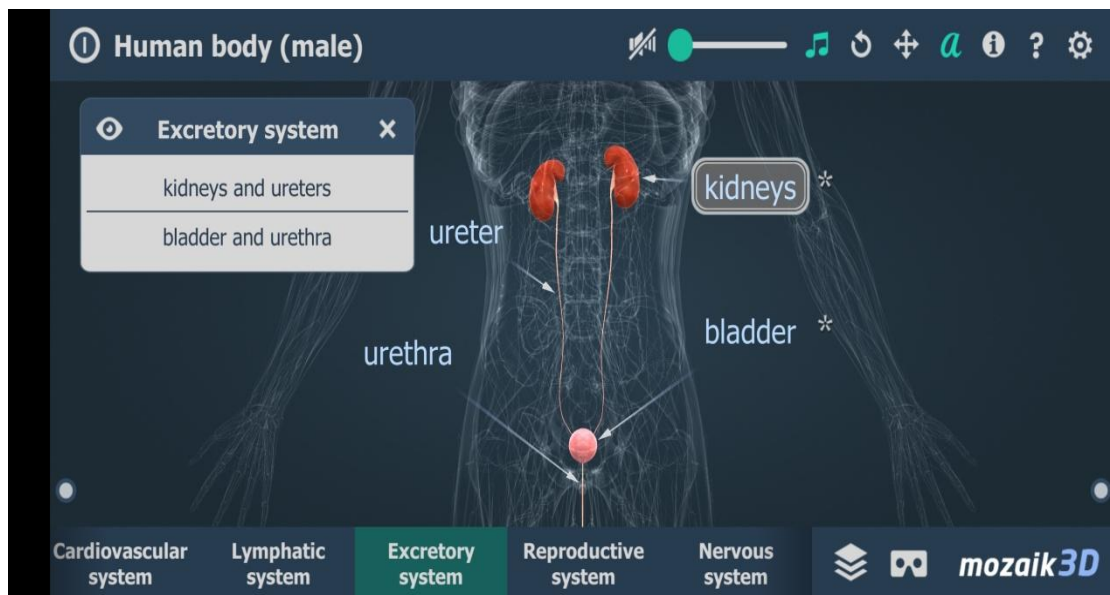 Human body (male)
a
?
Excretory system
kidneys and ureters
bladder and urethra
kidneys *
ureter
bladder *
urethra
Cardiovascular
system
Lymphatic
system
Excretory
system
Reproductive
system
Nervous
system
mozaik3D